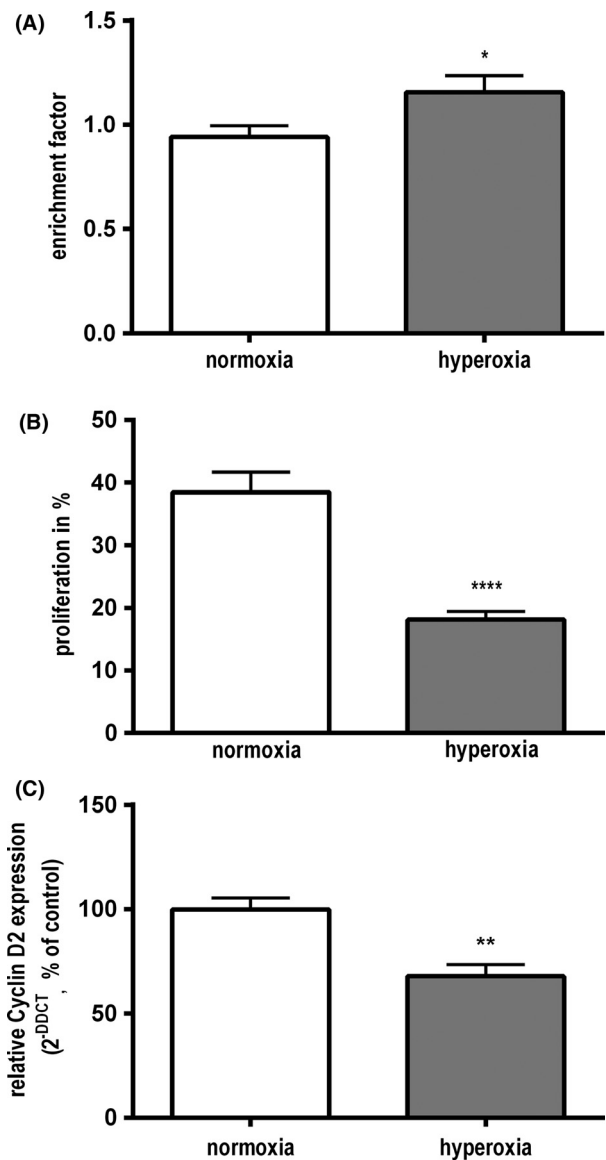 (A)
enrichment factor
1.5
1.0
0.5
0.0
*
normoxia
hyperoxia
(B)
proliferation in %
50
40
30
20
10
0
****
normoxia
hyperoxia
(C)
relative Cyclin D2 expression
(2^-DDCT, % of control)
150
100
50
0
**
normoxia
hyperoxia